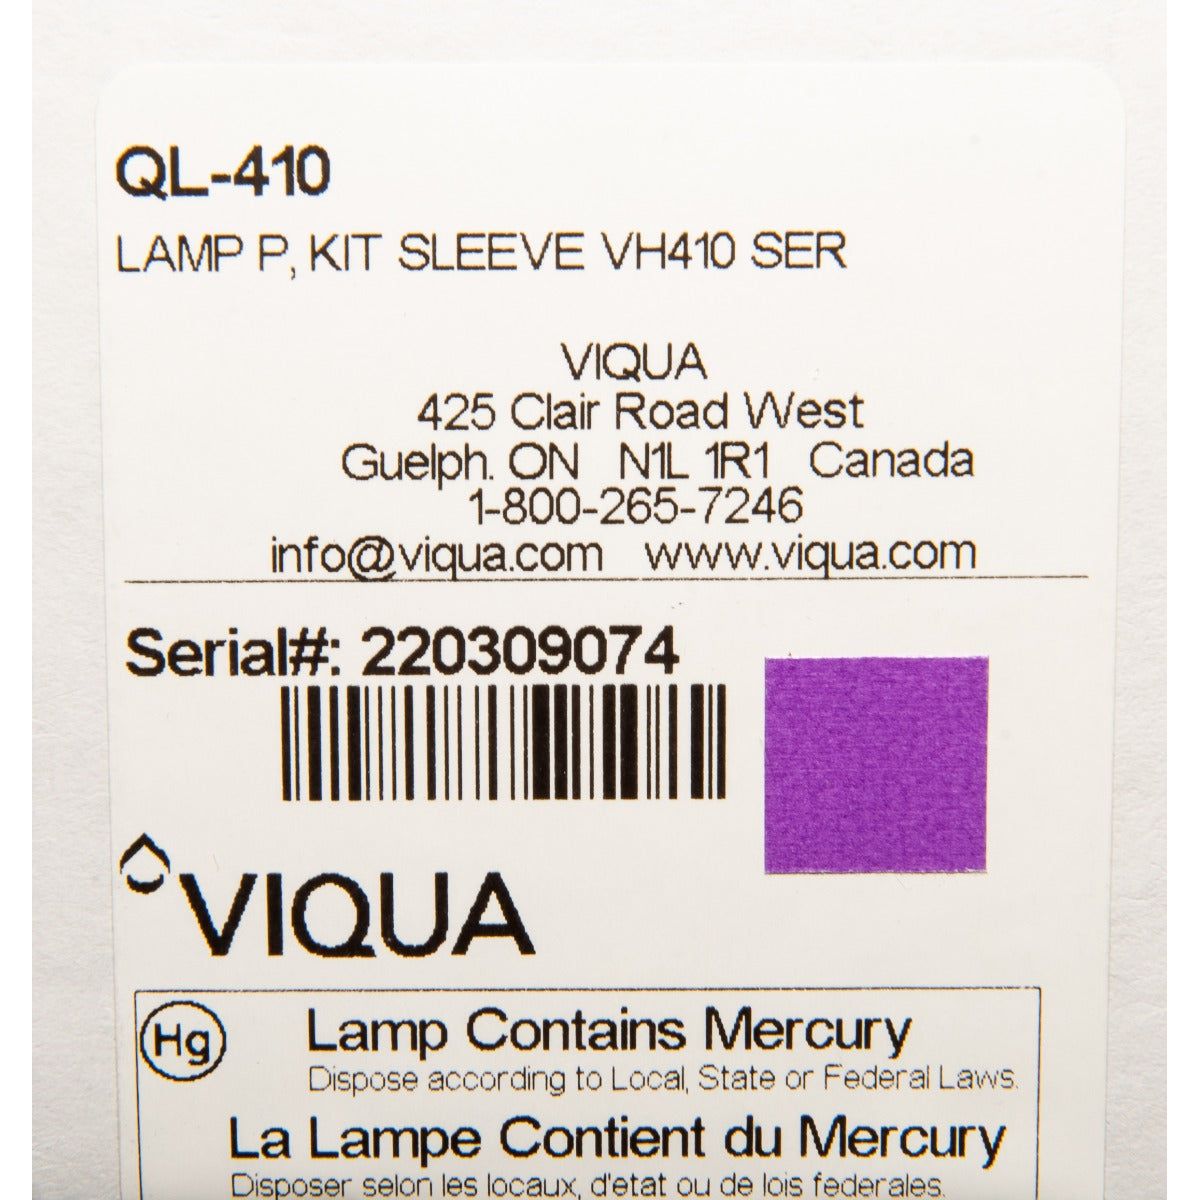 QL-410
LAMP P, KIT SLEEVE VH410 SER
VIQUA
425 Clair Road West
Guelph. ON N1L 1R1 Canada
1-800-265-7246
info@viqua.com www.viqua.com
Serial#: 220309074
VIQUA
Hg Lamp Contains Mercury
Dispose according to Local, State or Federal Laws.
La Lampe Contient du Mercury
Disposer selon les locaux, d'etat ou de lois federales.